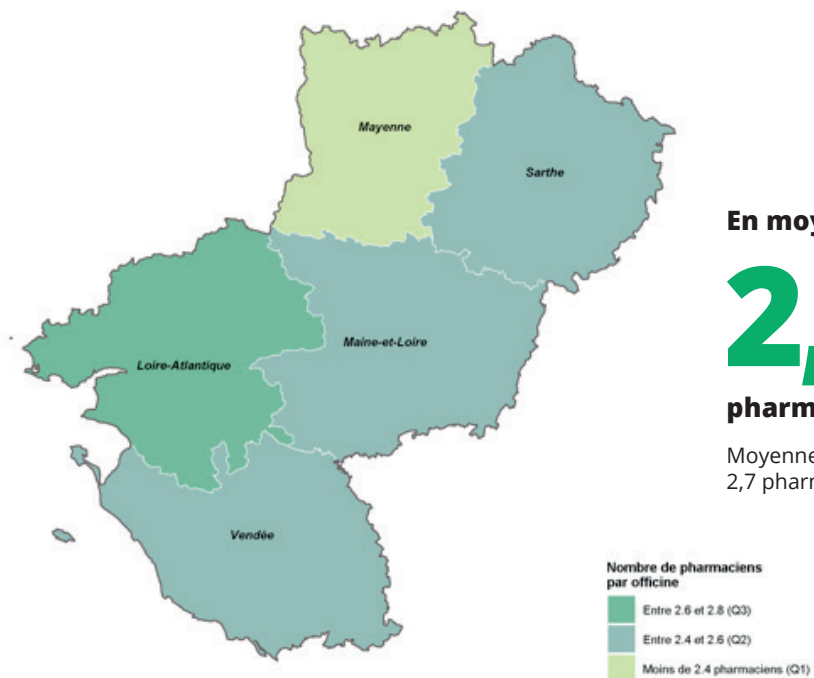 Mayenne
Sarthe
Maine-et-Loire
Loire-Atlantique
Vendée
En moy
2,
pharm
Moyenne
2,7 pharm
Nombre de pharmaciens
par officine
Entre 2.6 et 2.8 (Q3)
Entre 2.4 et 2.6 (Q2)
Moins de 2.4 pharmaciens (Q1)